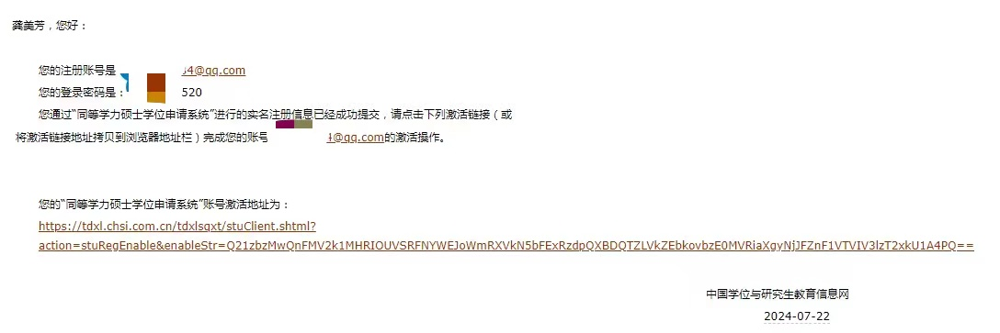 龚美芳，您好：
您的注册账号是 4@qq.com
您的登录密码是： 520
您通过“同等学力硕士学位申请系统”进行的实名注册信息已经成功提交，请点击下列激活链接（或
将激活链接地址拷贝到浏览器地址栏）完成您的账号 @qq.com的激活操作。
您的“同等学力硕士学位申请系统”账号激活地址为：
https://tdxl.chsi.com.cn/tdxlsqxt/stuClient.shtml?
action=stuRegEnable&enableStr=Q21zbzMwQnFMV2k1MHRIOUVSRFNYWEJoWmRXVkN5bFExRzdpQXBDQTZLVkZEbkovbzE0MVRiaXgyNjJFZnF1VTVIV3lzT2xkU1A4PQ==
中国学位与研究生教育信息网
2024-07-22